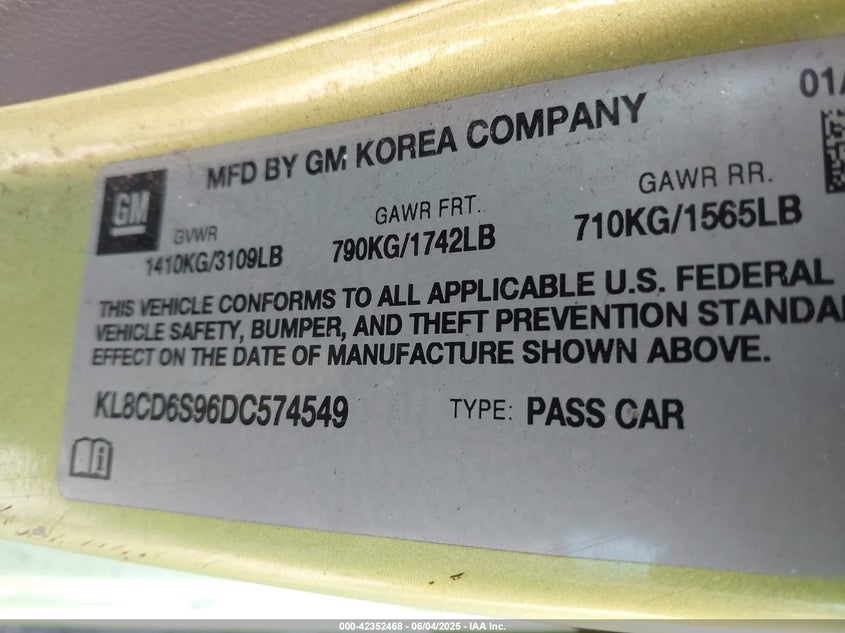 01/
MFD BY GM KOREA COMPANY
GM
GVWR GAWR FRT. GAWR RR.
1410KG/3109LB 790KG/1742LB 710KG/1565LB
THIS VEHICLE CONFORMS TO ALL APPLICABLE U.S. FEDERAL
VEHICLE SAFETY, BUMPER, AND THEFT PREVENTION STANDA
EFFECT ON THE DATE OF MANUFACTURE SHOWN ABOVE.
KL8CD6S96DC574549 TYPE: PASS CAR
000-42352468 - 06/04/2025 - IAA Inc.